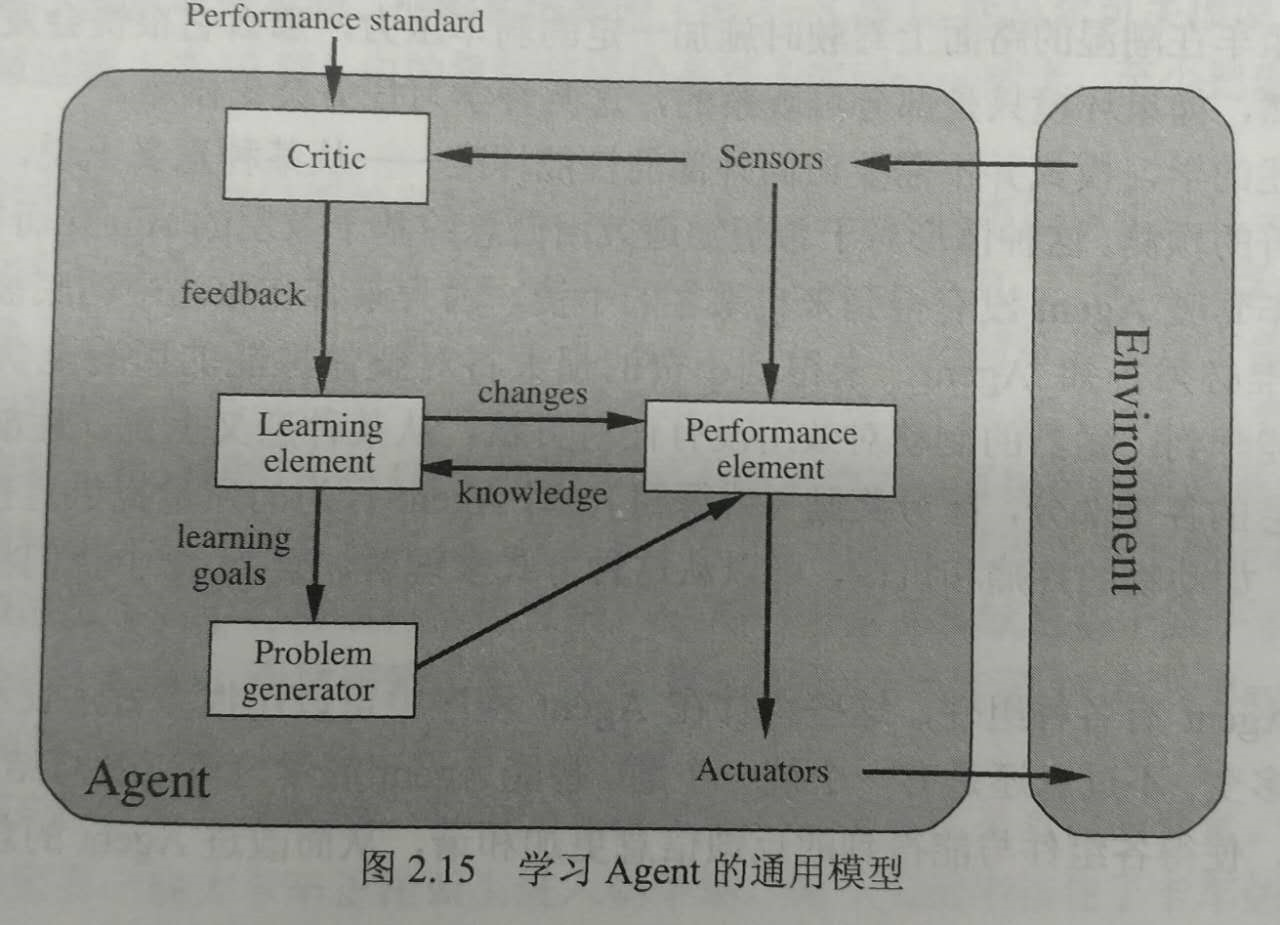 Performance standard
Critic
Sensors
feedback
changes
Learning
element
Performance
element
knowledge
learning
goals
Problem
generator
Actuators
Agent
Environment
图 2.15 学习 Agent 的通用模型